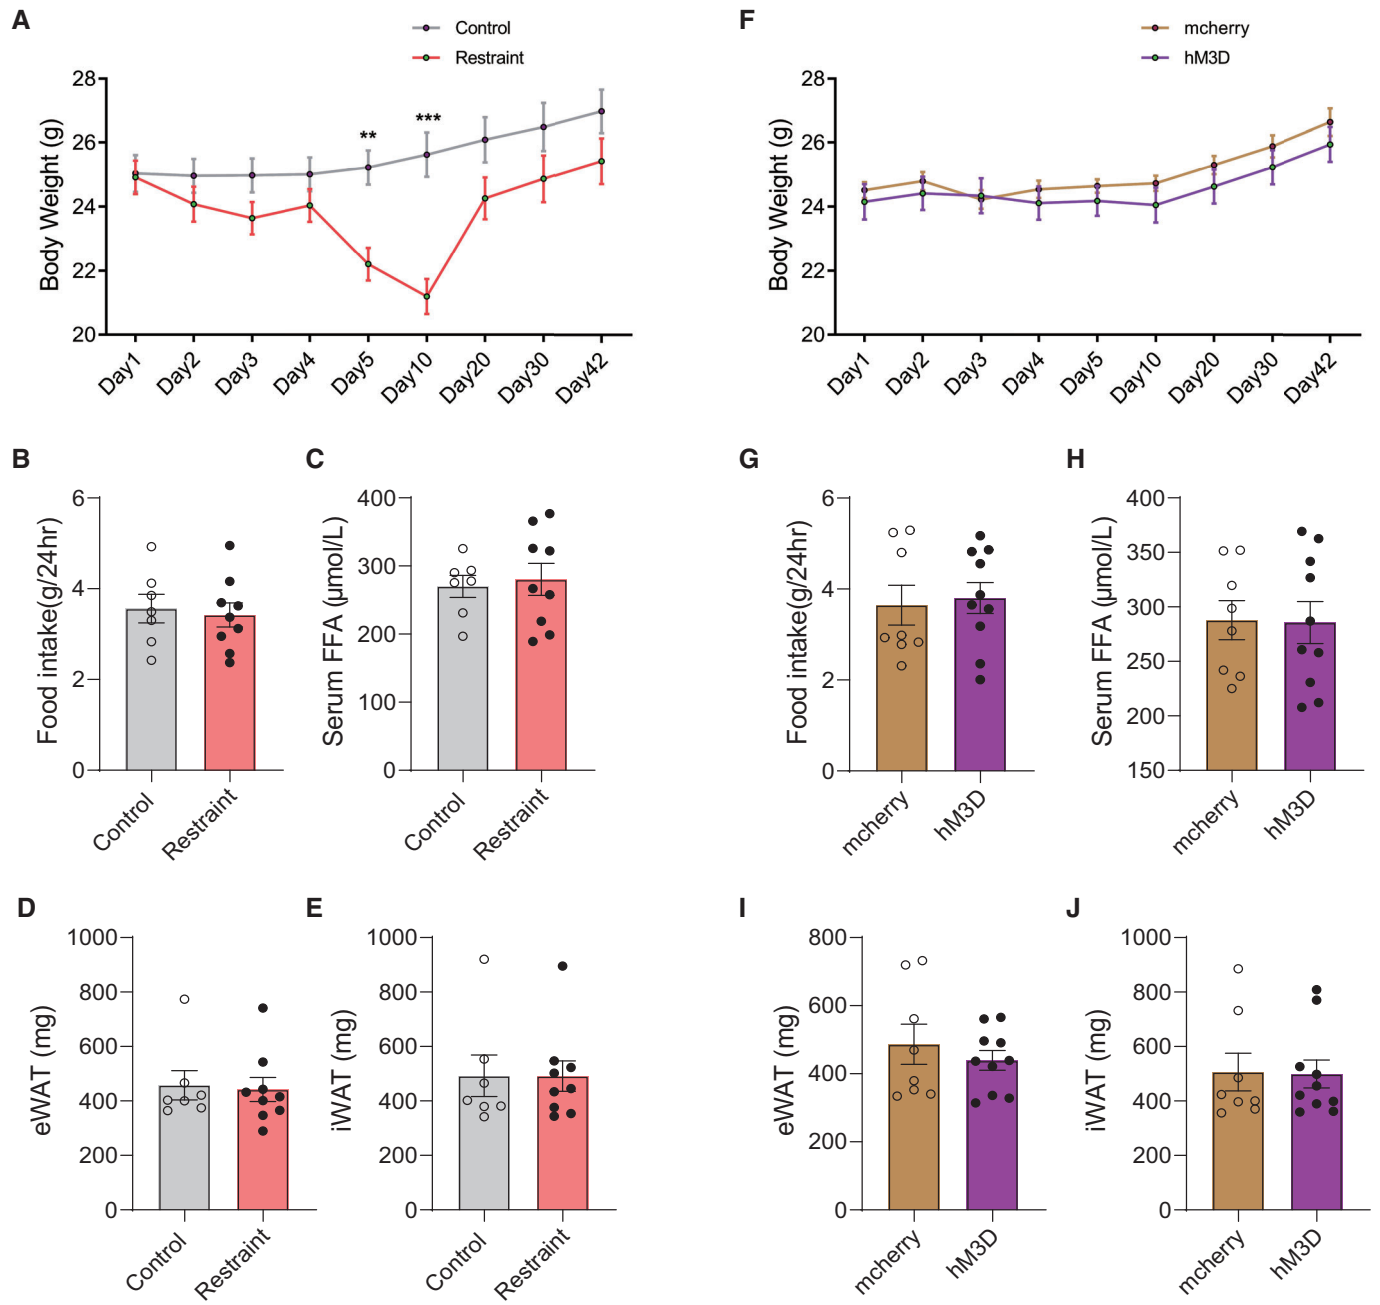 A
Control
Restraint
28
26
24
22
20
Body Weight (g)
**
***
Day1
Day2
Day3
Day4
Day5
Day10
Day20
Day30
Day42
F
mcherry
hM3D
28
26
24
22
20
Body Weight (g)
Day1
Day2
Day3
Day4
Day5
Day10
Day20
Day30
Day42
B
6
4
2
0
Food intake(g/24hr)
Control
Restraint
C
400
300
200
100
0
Serum FFA (µmol/L)
Control
Restraint
G
6
4
2
0
Food intake(g/24hr)
mcherry
hM3D
H
400
350
300
250
200
150
Serum FFA (µmol/L)
mcherry
hM3D
D
1000
800
600
400
200
0
eWAT (mg)
Control
Restraint
E
1000
800
600
400
200
0
iWAT (mg)
Control
Restraint
I
800
600
400
200
0
eWAT (mg)
mcherry
hM3D
J
1000
800
600
400
200
0
iWAT (mg)
mcherry
hM3D